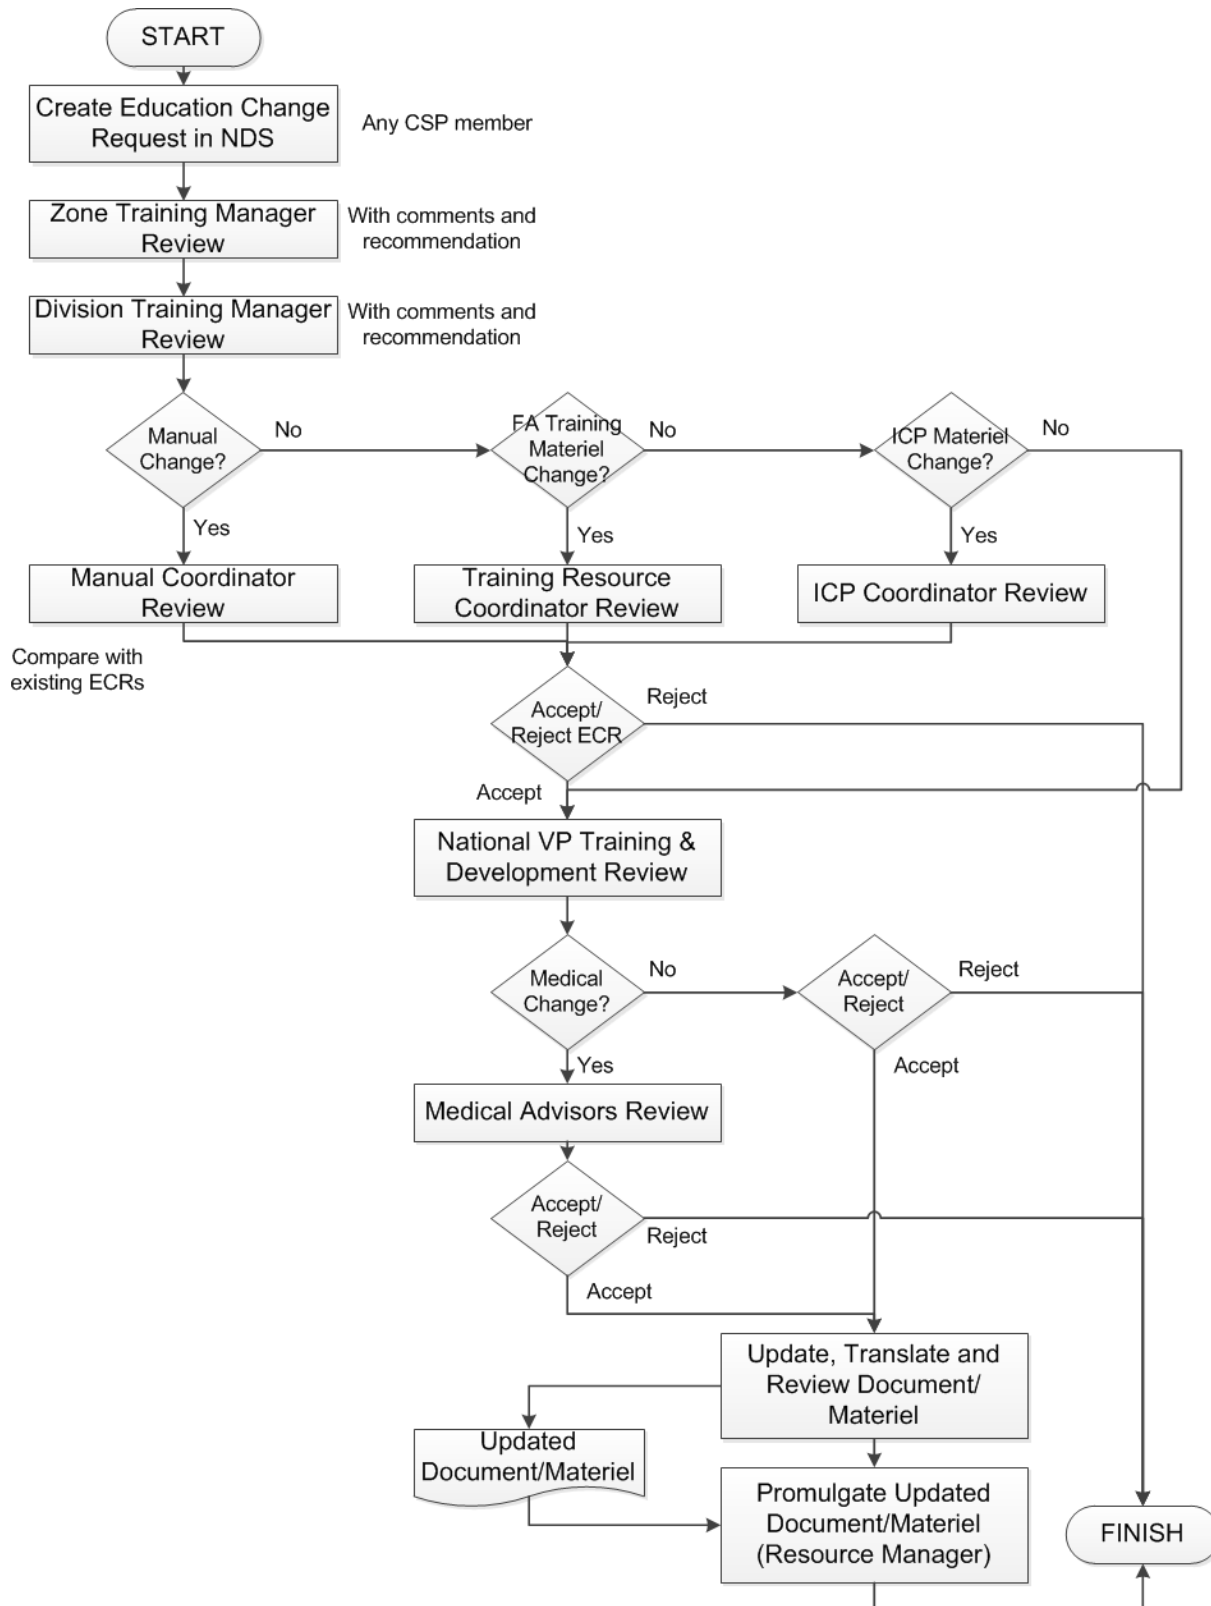 START
Create Education Change
Request in NDS
Any CSP member
Zone Training Manager
Review
With comments and
recommendation
Division Training Manager
Review
With comments and
recommendation
Manual
Change?
No
FA Training
Materiel
Change?
No
ICP Materiel
Change?
No
Yes
Yes
Yes
Manual Coordinator
Review
Training Resource
Coordinator Review
ICP Coordinator Review
Compare with
existing ECRs
Accept/
Reject ECR
Reject
Accept
National VP Training &
Development Review
Medical
Change?
No
Accept/
Reject
Reject
Yes
Accept
Medical Advisors Review
Accept/
Reject
Reject
Accept
Update, Translate and
Review Document/
Materiel
Updated
Document/Materiel
Promulgate Updated
Document/Materiel
(Resource Manager)
FINISH